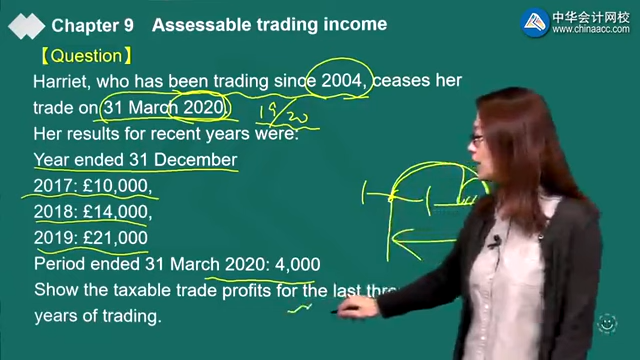 Chapter 9 Assessable trading income
中华会计网校
www.chinaacc.com
【Question】
Harriet, who has been trading since 2004, ceases her
trade on 31 March 2020.
19/20
Her results for recent years were:
Year ended 31 December
2017: £10,000,
2018: £14,000,
2019: £21,000
Period ended 31 March 2020: 4,000
Show the taxable trade profits for the last
years of trading.